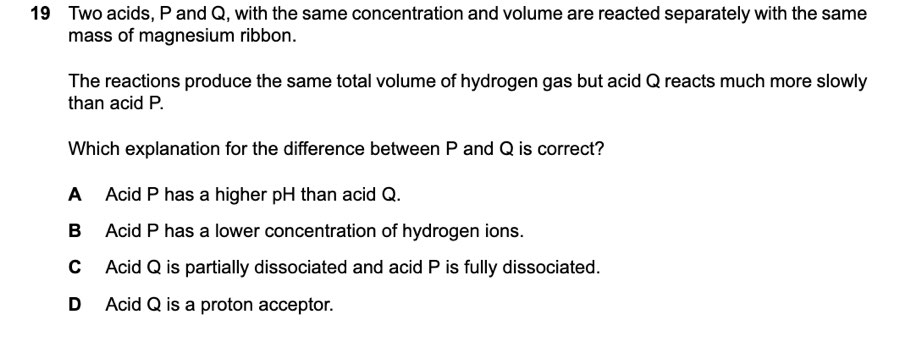 19 Two acids, P and Q, with the same concentration and volume are reacted separately with the same
mass of magnesium ribbon.
The reactions produce the same total volume of hydrogen gas but acid Q reacts much more slowly
than acid P.
Which explanation for the difference between P and Q is correct?
A Acid P has a higher pH than acid Q.
B Acid P has a lower concentration of hydrogen ions.
C Acid Q is partially dissociated and acid P is fully dissociated.
D Acid Q is a proton acceptor.